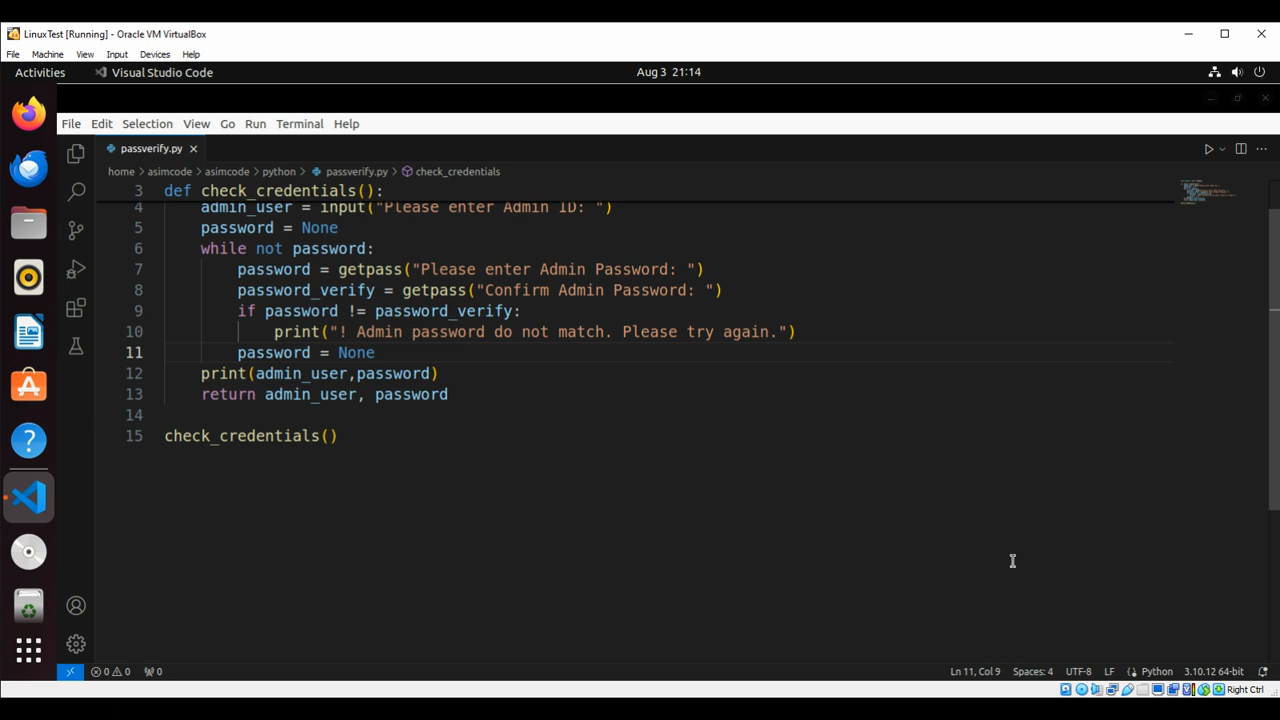 LinuxTest [Running] - Oracle VM VirtualBox
File Machine View Input Devices Help
Activities Visual Studio Code Aug 3 21:14
File Edit Selection View Go Run Terminal Help
passverify.py
home > asimcode > asimcode > python > passverify.py > check_credentials
3 def check_credentials():
4 admin_user = input("Please enter Admin ID: ")
5 password = None
6 while not password:
7 password = getpass("Please enter Admin Password: ")
8 password_verify = getpass("Confirm Admin Password: ")
9 if password != password_verify:
10 print("! Admin password do not match. Please try again.")
11 password = None
12 print(admin_user,password)
13 return admin_user, password
14
15 check_credentials()
0 0 0 Ln 11, Col 9 Spaces: 4 UTF-8 LF Python 3.10.12 64-bit
Right Ctrl